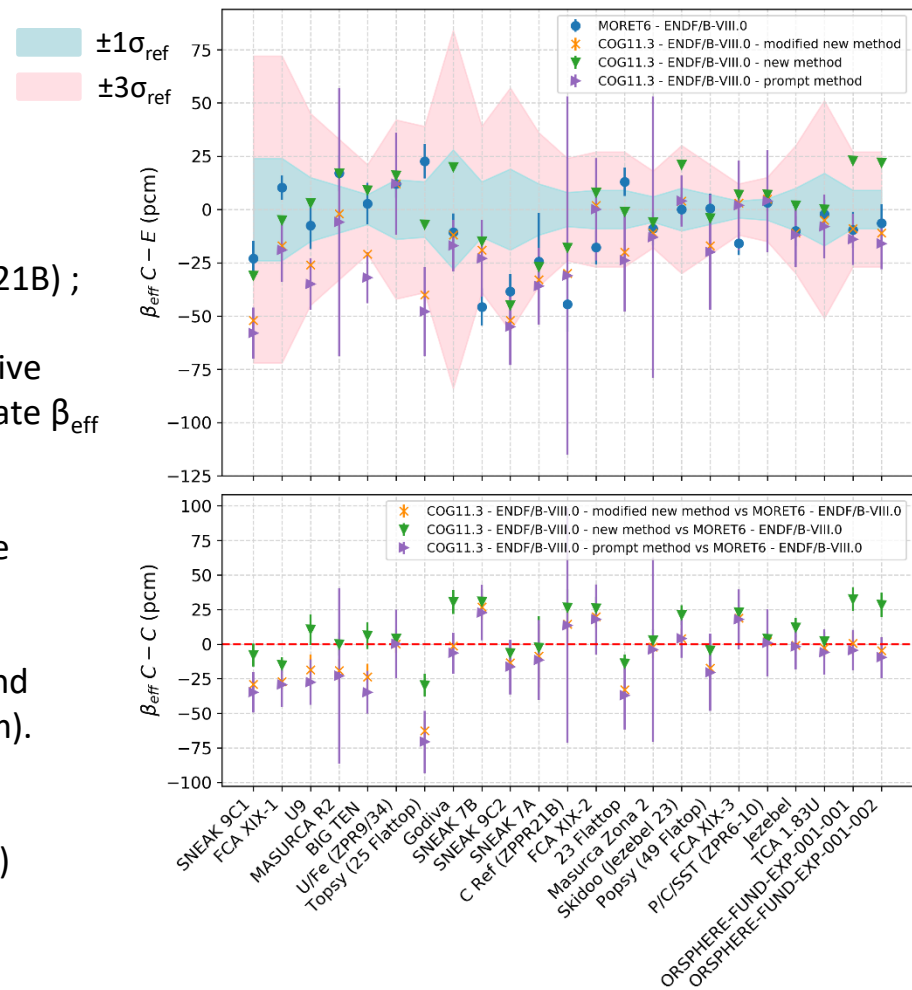 ±1σref
±3σref
21B) ;
ive
ate βeff
e
nd
n).
)
MORET6 - ENDF/B-VIII.0
COG11.3 - ENDF/B-VIII.0 - modified new method
COG11.3 - ENDF/B-VIII.0 - new method
COG11.3 - ENDF/B-VIII.0 - prompt method
βeff C − E (pcm)
75
50
25
0
−25
−50
−75
−100
−125
COG11.3 - ENDF/B-VIII.0 - modified new method vs MORET6 - ENDF/B-VIII.0
COG11.3 - ENDF/B-VIII.0 - new method vs MORET6 - ENDF/B-VIII.0
COG11.3 - ENDF/B-VIII.0 - prompt method vs MORET6 - ENDF/B-VIII.0
βeff C − C (pcm)
100
75
50
25
0
−25
−50
−75
−100
SNEAK 9C1
FCA XIX-1
U9
MASURCA R2
BIG TEN
U/Fe (ZPR9/34)
Topsy (25 Flattop)
Godiva
SNEAK 7B
SNEAK 9C2
SNEAK 7A
C Ref (ZPPR21B)
FCA XIX-2
23 Flattop
Masurca Zona 2
Skidoo (Jezebel 23)
Popsy (49 Flatop)
FCA XIX-3
P/C/SST (ZPR6-10)
Jezebel
TCA 1.83U
ORSPHERE-FUND-EXP-001-001
ORSPHERE-FUND-EXP-001-002